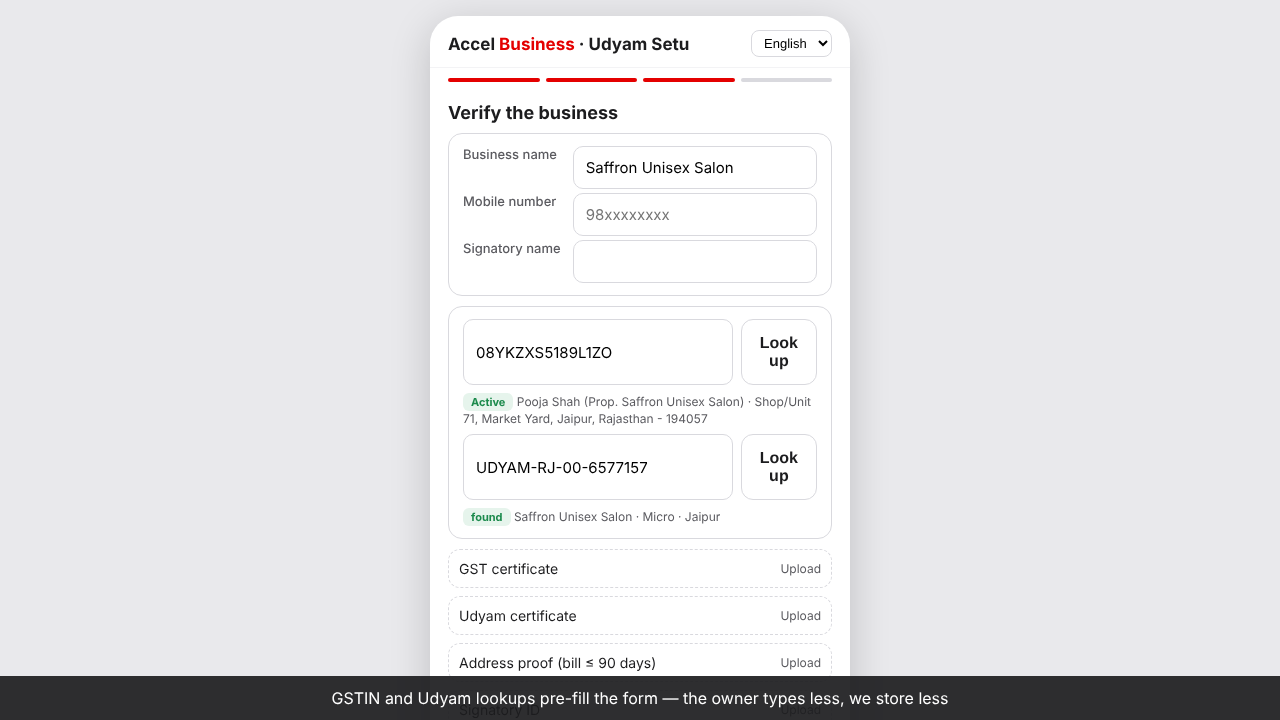 Accel Business · Udyam Setu
English
Verify the business
Business name
Saffron Unisex Salon
Mobile number
98xxxxxxxx
Signatory name
08YKZXS5189L1ZO
Look
up
Active Pooja Shah (Prop. Saffron Unisex Salon) · Shop/Unit
71, Market Yard, Jaipur, Rajasthan - 194057
UDYAM-RJ-00-6577157
Look
up
found Saffron Unisex Salon · Micro · Jaipur
GST certificate
Upload
Udyam certificate
Upload
Address proof (bill ≤ 90 days)
Upload
Signatory ID
Upload
GSTIN and Udyam lookups pre-fill the form — the owner types less, we store less